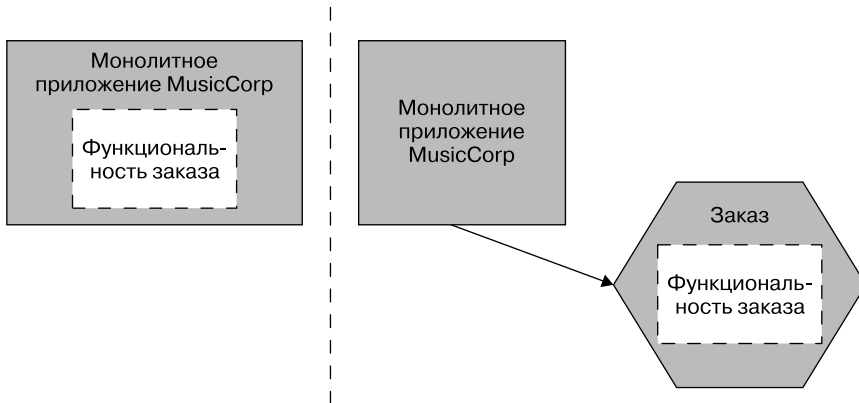 Монолитное
приложение MusicCorp
Функциональ-
ность заказа
Монолитное
приложение
MusicCorp
Заказ
Функциональ-
ность заказа